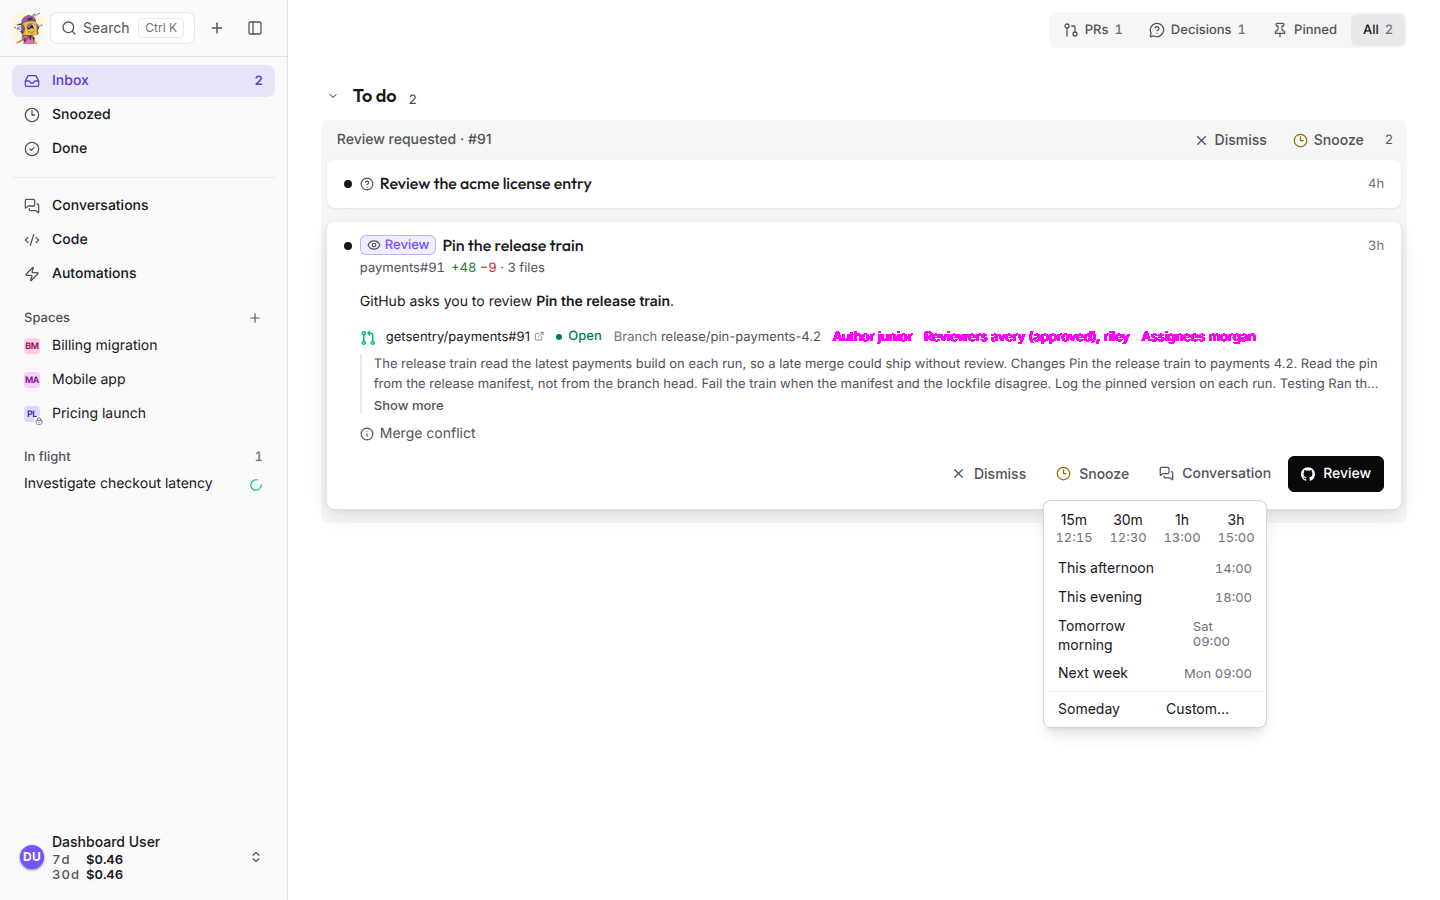 Search Ctrl K
PRs 1 Decisions 1 Pinned All 2
Inbox 2
Snoozed
Done
Conversations
Code
Automations
Spaces
BM Billing migration
MA Mobile app
PL Pricing launch
In flight 1
Investigate checkout latency
DU Dashboard User
7d $0.46
30d $0.46
To do 2
Review requested · #91 Dismiss Snooze 2
Review the acme license entry 4h
Review Pin the release train 3h
payments#91 +48 −9 · 3 files
GitHub asks you to review Pin the release train.
getsentry/payments#91 Open Branch release/pin-payments-4.2 Author junior Reviewers avery (approved), riley Assignees morgan
The release train read the latest payments build on each run, so a late merge could ship without review. Changes Pin the release train to payments 4.2. Read the pin
from the release manifest, not from the branch head. Fail the train when the manifest and the lockfile disagree. Log the pinned version on each run. Testing Ran th...
Show more
Merge conflict
Dismiss Snooze Conversation Review
15m 30m 1h 3h
12:15 12:30 13:00 15:00
This afternoon 14:00
This evening 18:00
Tomorrow morning Sat 09:00
Next week Mon 09:00
Someday Custom...